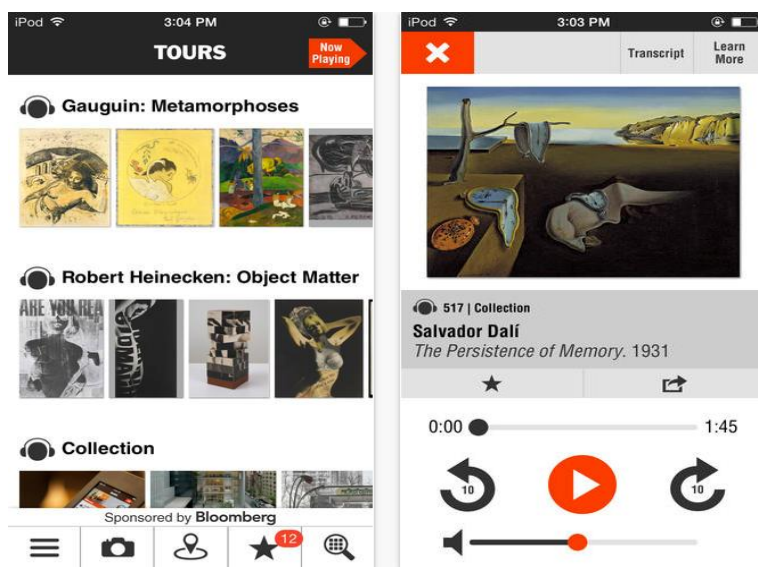 iPod 3:04 PM
TOURS
Now
Playing
Gauguin: Metamorphoses
Robert Heinecken: Object Matter
ARE YOU REA
Collection
Sponsored by Bloomberg
12
iPod 3:03 PM
Transcript
Learn
More
517 | Collection
Salvador Dalí
The Persistence of Memory. 1931
0:00
1:45
10
10